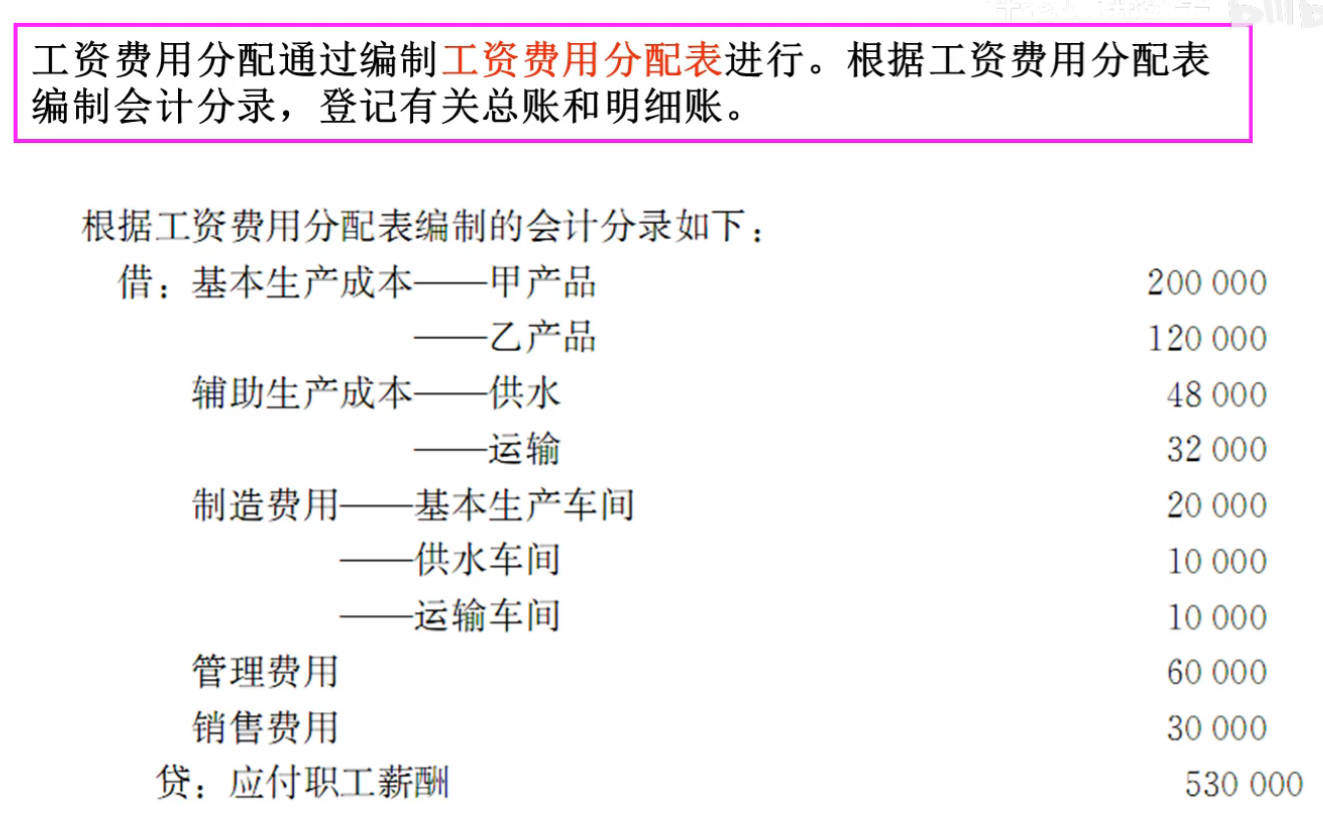 工资费用分配通过编制工资费用分配表进行。根据工资费用分配表
编制会计分录，登记有关总账和明细账。
根据工资费用分配表编制的会计分录如下：
借：基本生产成本——甲产品 200 000
——乙产品 120 000
辅助生产成本——供水 48 000
——运输 32 000
制造费用——基本生产车间 20 000
——供水车间 10 000
——运输车间 10 000
管理费用 60 000
销售费用 30 000
贷：应付职工薪酬 530 000